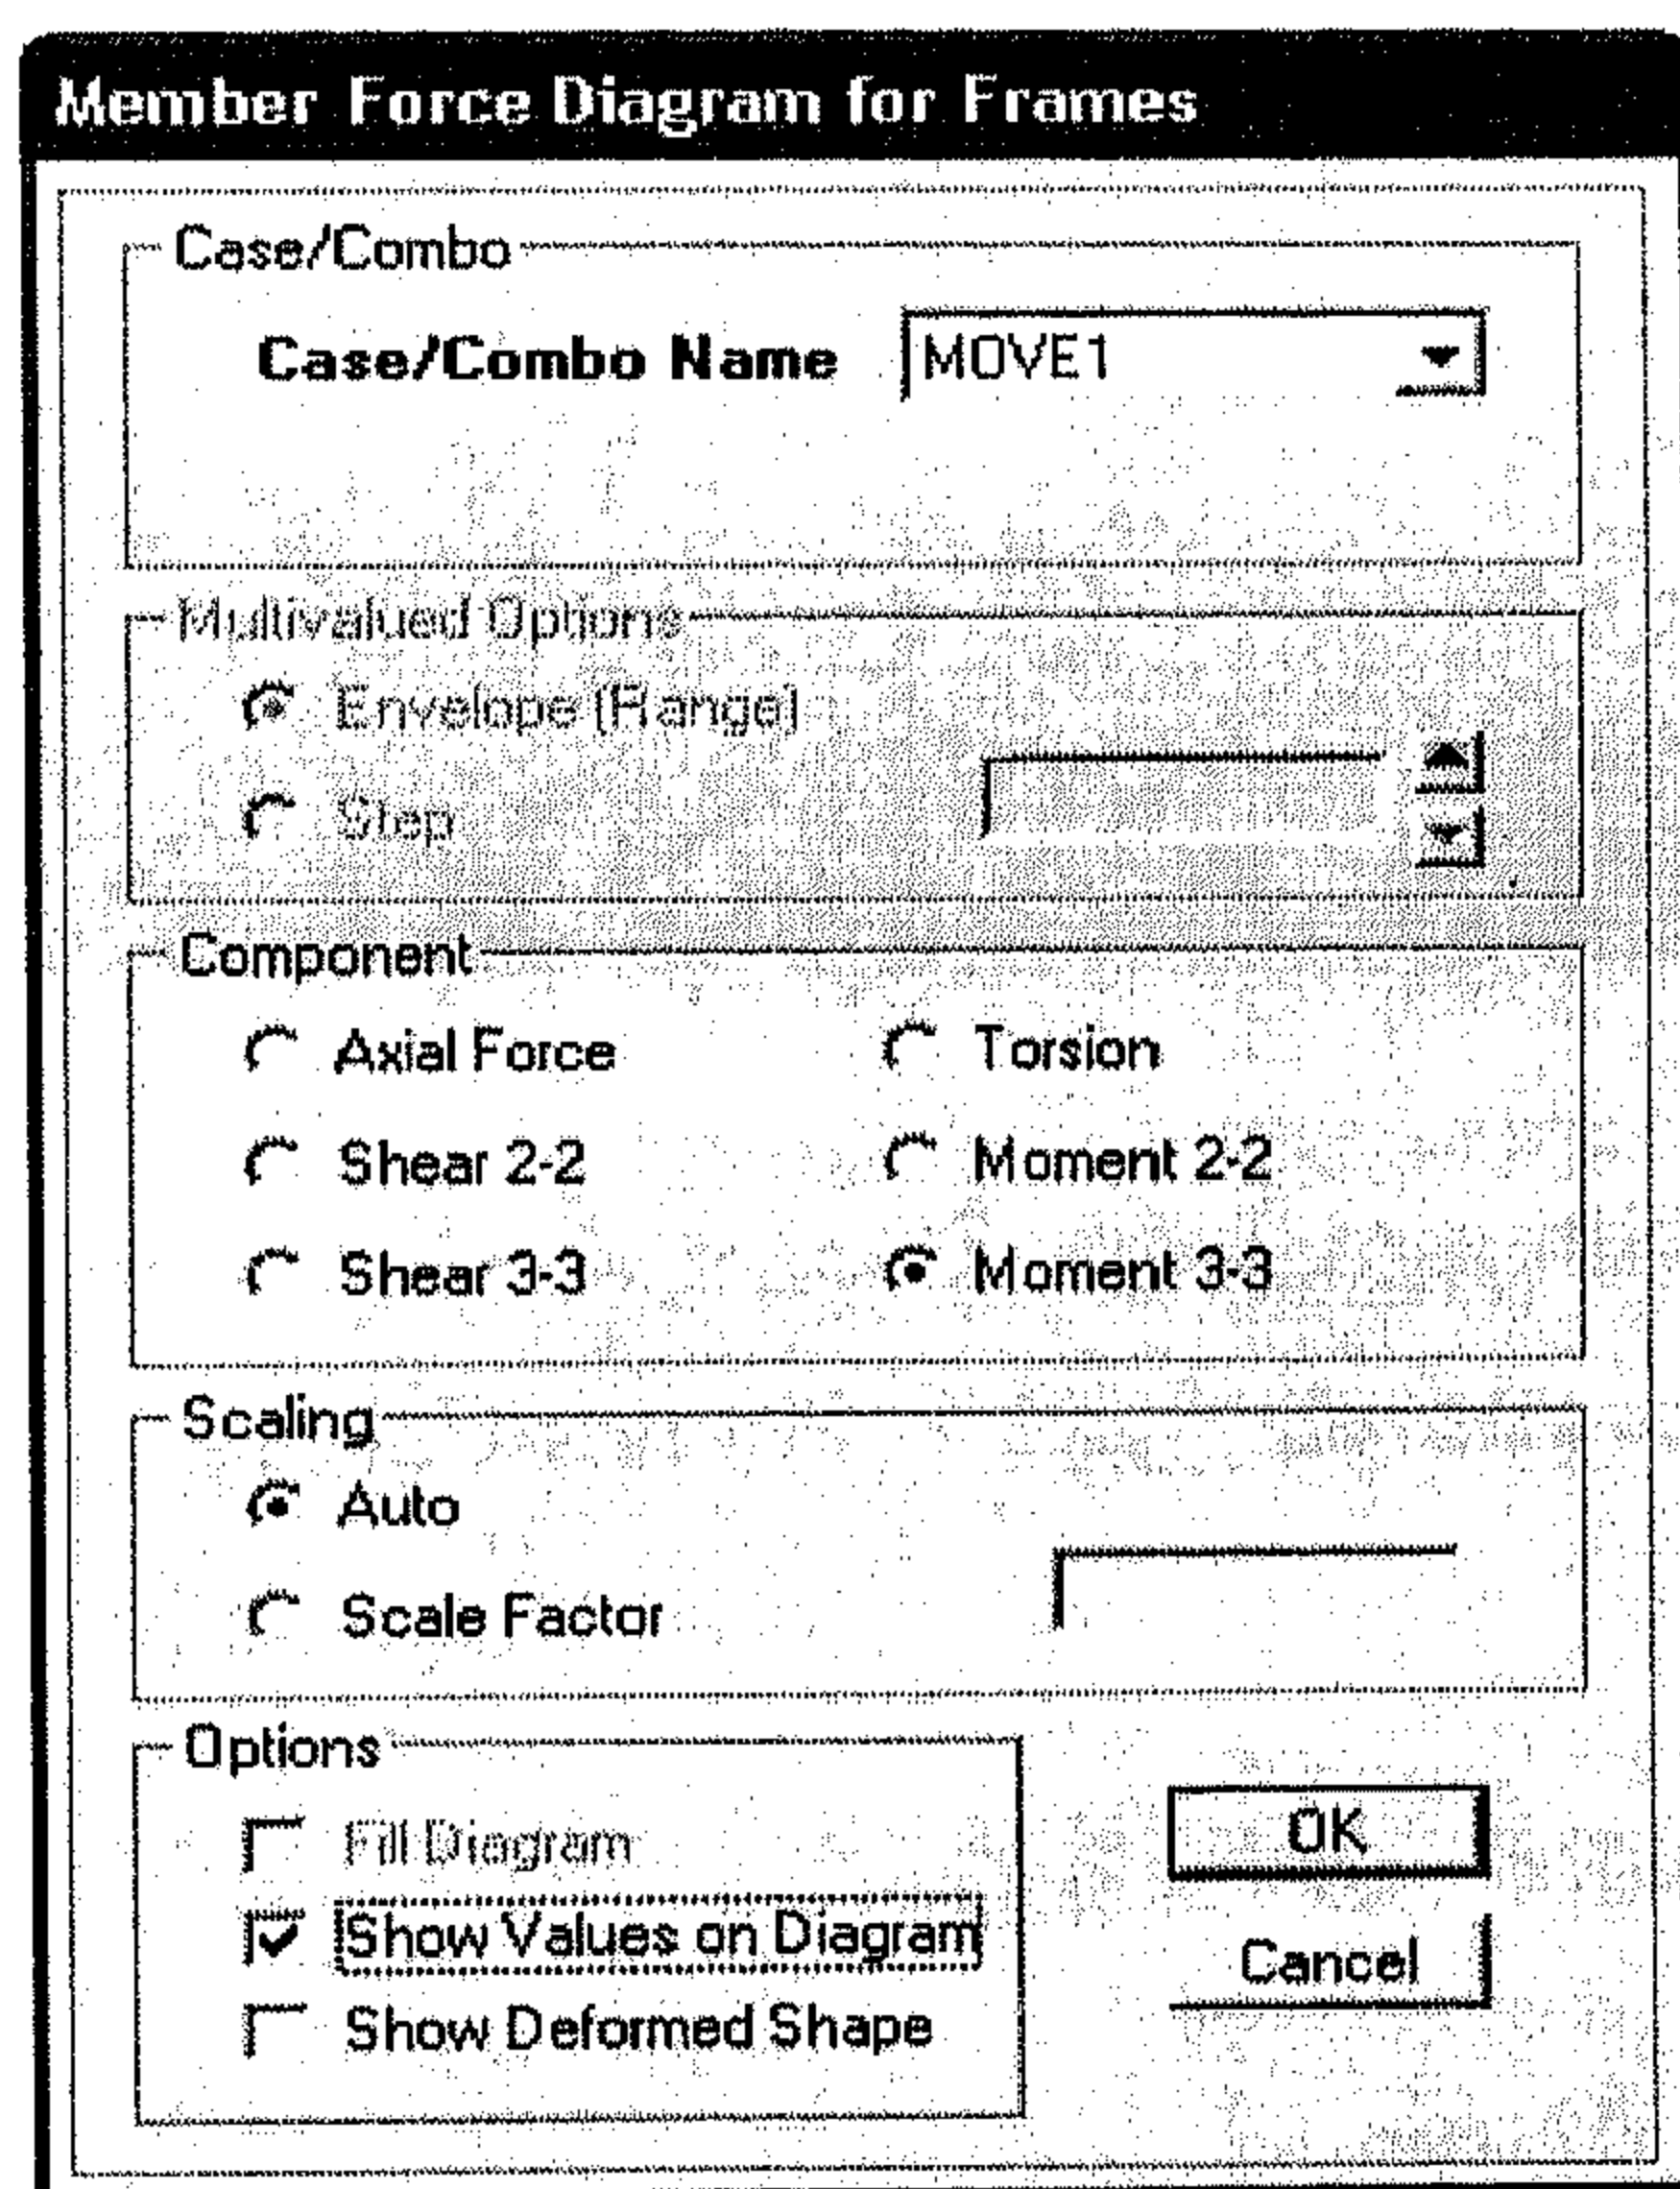 Member Force Diagram for Frames
Case/Combo
Case/Combo Name MOVE1
Multivalued Options
Envelope (Range)
Step
Component
Axial Force Torsion
Shear 2-2 Moment 2-2
Shear 3-3 Moment 3-3
Scaling
Auto
Scale Factor
Options
Fill Diagram
OK
Show Values on Diagram
Cancel
Show Deformed Shape